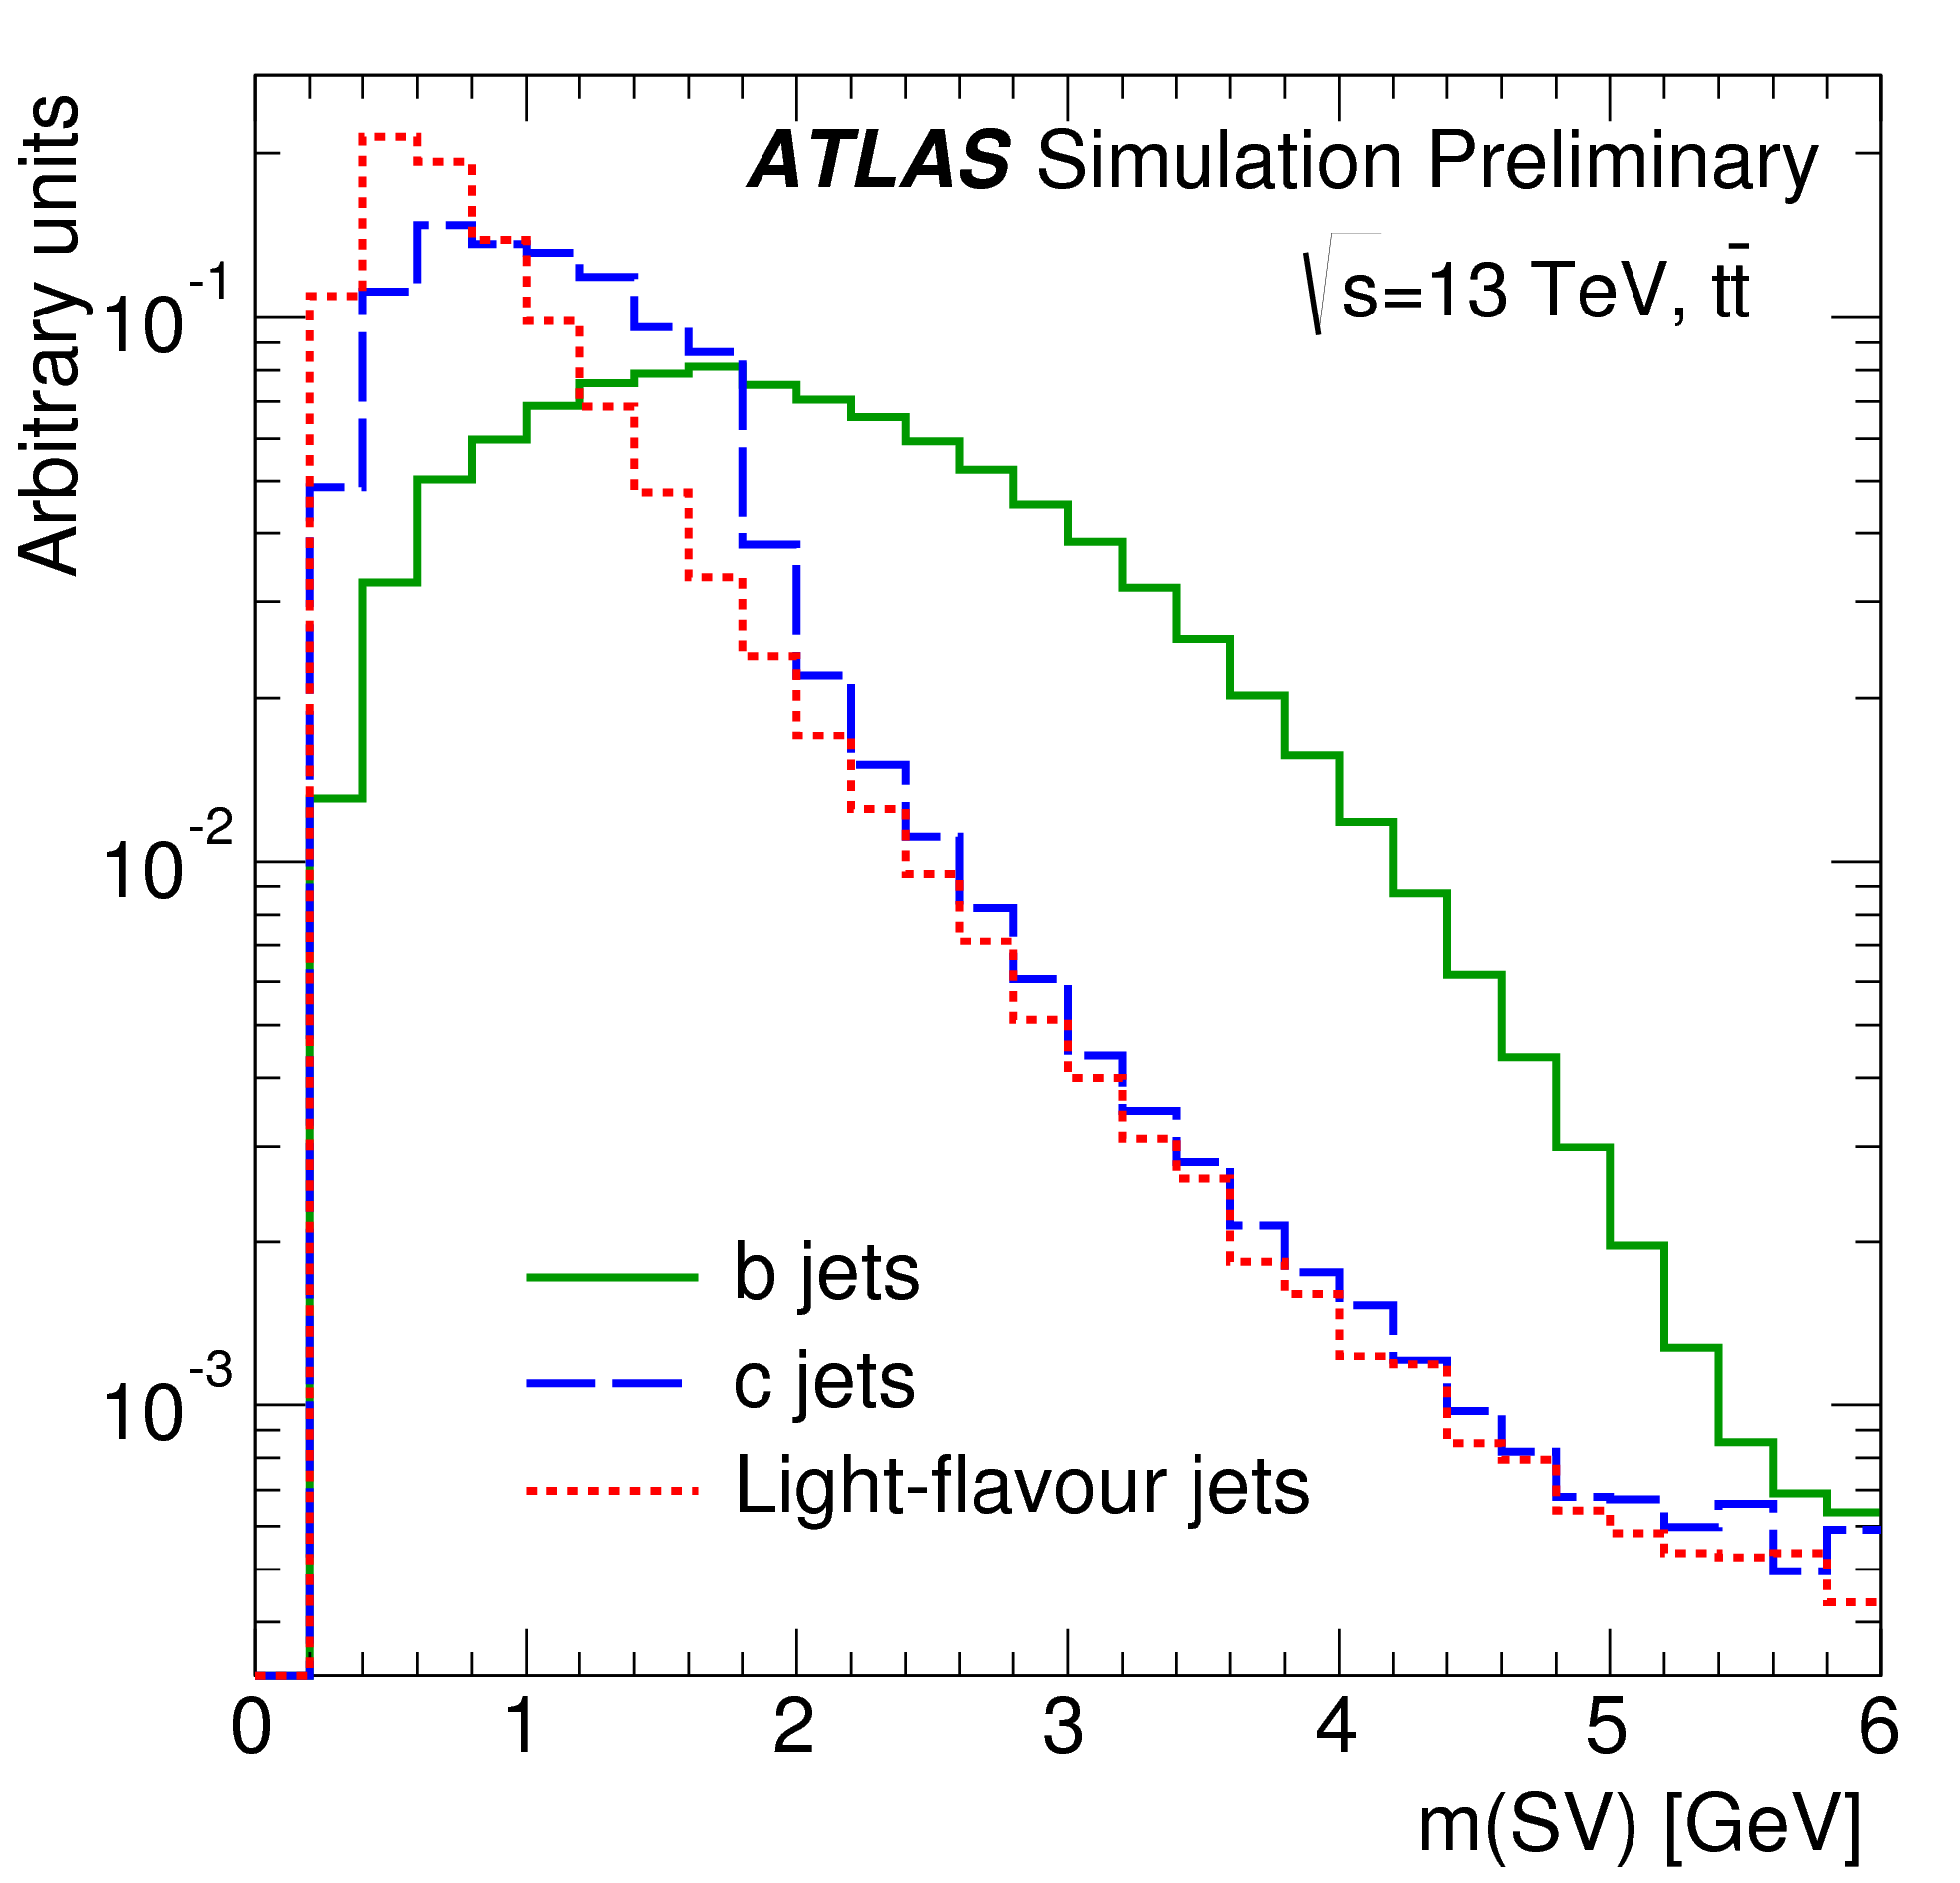 Arbitrary units
ATLAS Simulation Preliminary
√s=13 TeV, tt̄
10⁻¹
10⁻²
10⁻³
b jets
c jets
Light-flavour jets
0 1 2 3 4 5 6
m(SV) [GeV]